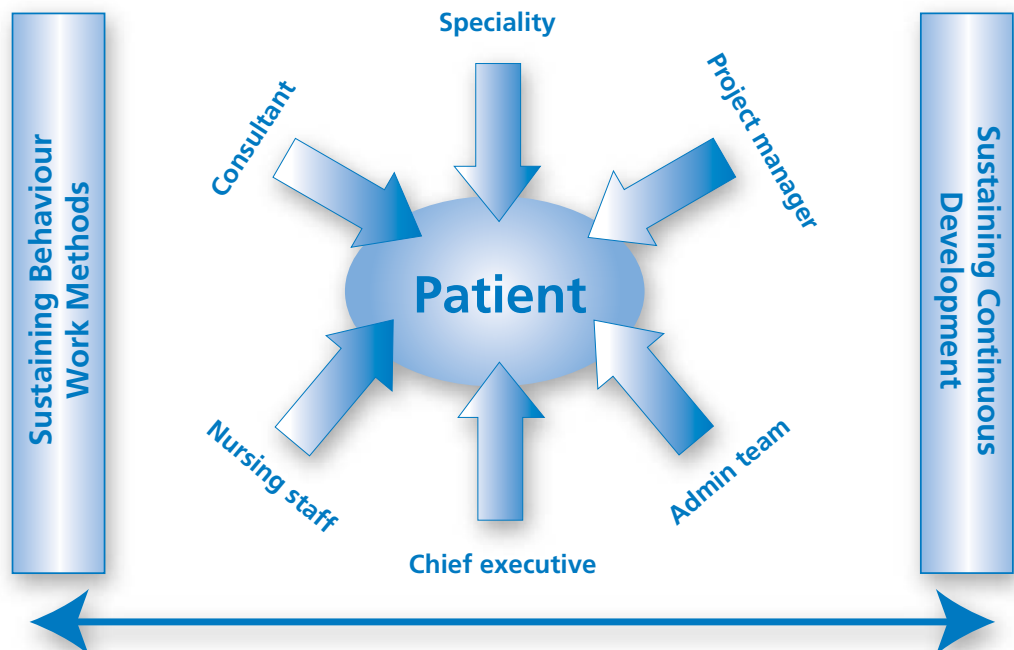 Speciality
Consultant
Project manager
Sustaining Behaviour
Work Methods
Patient
Sustaining Continuous
Development
Nursing staff
Admin team
Chief executive